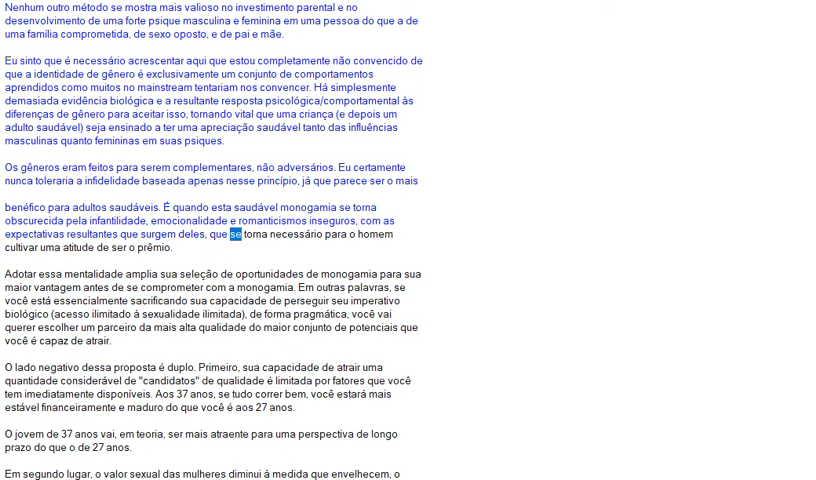 Nenhum outro método se mostra mais valioso no investimento parental e no
desenvolvimento de uma forte psique masculina e feminina em uma pessoa do que a de
uma família comprometida, de sexo oposto, e de pai e mãe.
Eu sinto que é necessário acrescentar aqui que estou completamente não convencido de
que a identidade de gênero é exclusivamente um conjunto de comportamentos
aprendidos como muitos no mainstream tentariam nos convencer. Há simplesmente
demasiada evidência biológica e a resultante resposta psicológica/comportamental às
diferenças de gênero para aceitar isso, tornando vital que uma criança (e depois um
adulto saudável) seja ensinado a ter uma apreciação saudável tanto das influências
masculinas quanto femininas em suas psiques.
Os gêneros eram feitos para serem complementares, não adversários. Eu certamente
nunca toleraria a infidelidade baseada apenas nesse princípio, já que parece ser o mais
benéfico para adultos saudáveis. É quando esta saudável monogamia se torna
obscurecida pela infantilidade, emocionalidade e romanticismos inseguros, com as
expectativas resultantes que surgem deles, que se torna necessário para o homem
cultivar uma atitude de ser o prêmio.
Adotar essa mentalidade amplia sua seleção de oportunidades de monogamia para sua
maior vantagem antes de se comprometer com a monogamia. Em outras palavras, se
você está essencialmente sacrificando sua capacidade de perseguir seu imperativo
biológico (acesso ilimitado à sexualidade ilimitada), de forma pragmática, você vai
querer escolher um parceiro da mais alta qualidade do maior conjunto de potenciais que
você é capaz de atrair.
O lado negativo dessa proposta é duplo. Primeiro, sua capacidade de atrair uma
quantidade considerável de "candidatos" de qualidade é limitada por fatores que você
tem imediatamente disponíveis. Aos 37 anos, se tudo correr bem, você estará mais
estável financeiramente e maduro do que você é aos 27 anos.
O jovem de 37 anos vai, em teoria, ser mais atraente para uma perspectiva de longo
prazo do que o de 27 anos.
Em segundo lugar, o valor sexual das mulheres diminui à medida que envelhecem, o